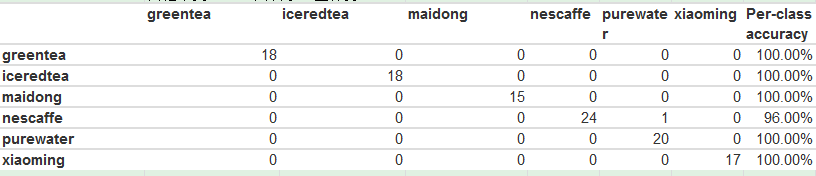 greentea iceredtea maidong nescaffe purewate xiaoming Per-class
r accuracy
greentea 18 0 0 0 0 0 100.00%
iceredtea 0 18 0 0 0 0 100.00%
maidong 0 0 15 0 0 0 100.00%
nescaffe 0 0 0 24 1 0 96.00%
purewater 0 0 0 0 20 0 100.00%
xiaoming 0 0 0 0 0 17 100.00%